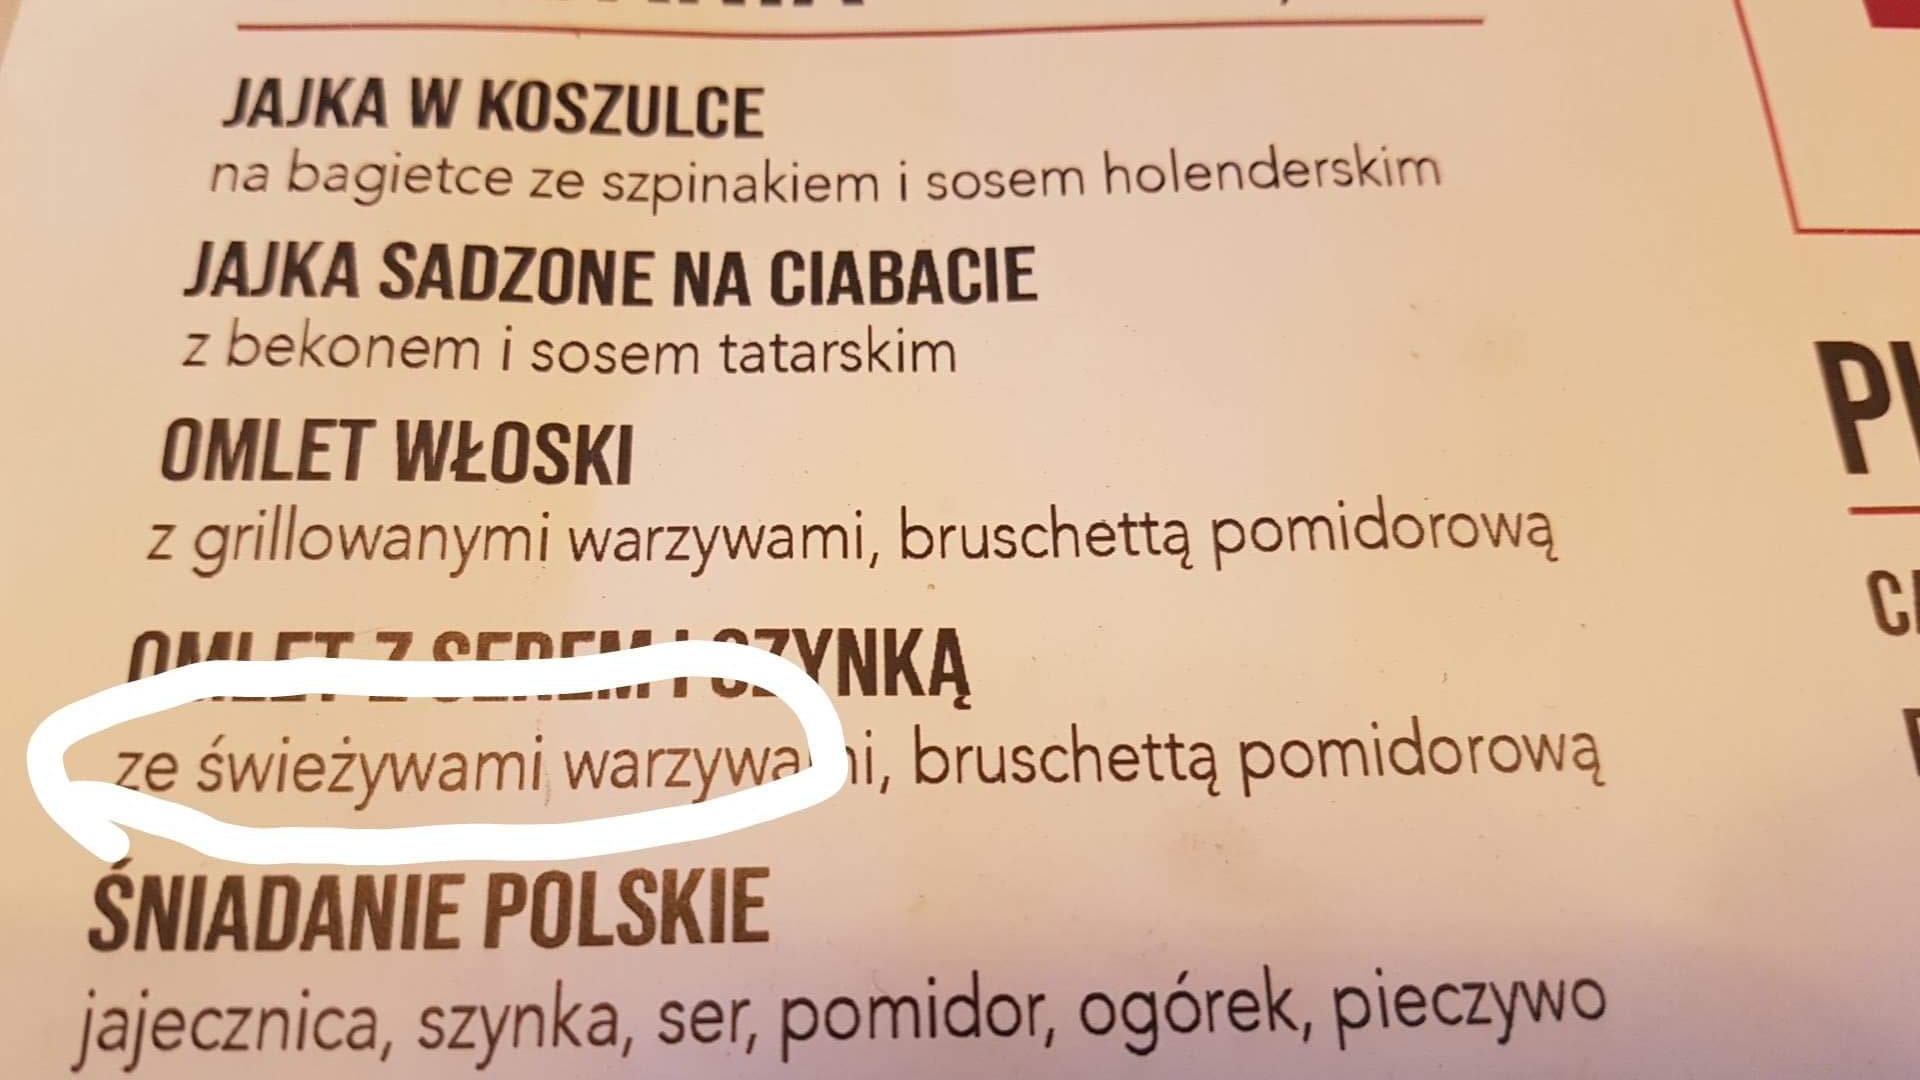 JAJKA W KOSZULCE
na bagietce ze szpinakiem i sosem holenderskim
JAJKA SADZONE NA CIABACIE
z bekonem i sosem tatarskim
OMLET WŁOSKI
z grillowanymi warzywami, bruschettą pomidorową
OMLET Z SEREM I SZYNKĄ
ze świeżywami warzywami, bruschettą pomidorową
ŚNIADANIE POLSKIE
jajecznica, szynka, ser, pomidor, ogórek, pieczywo